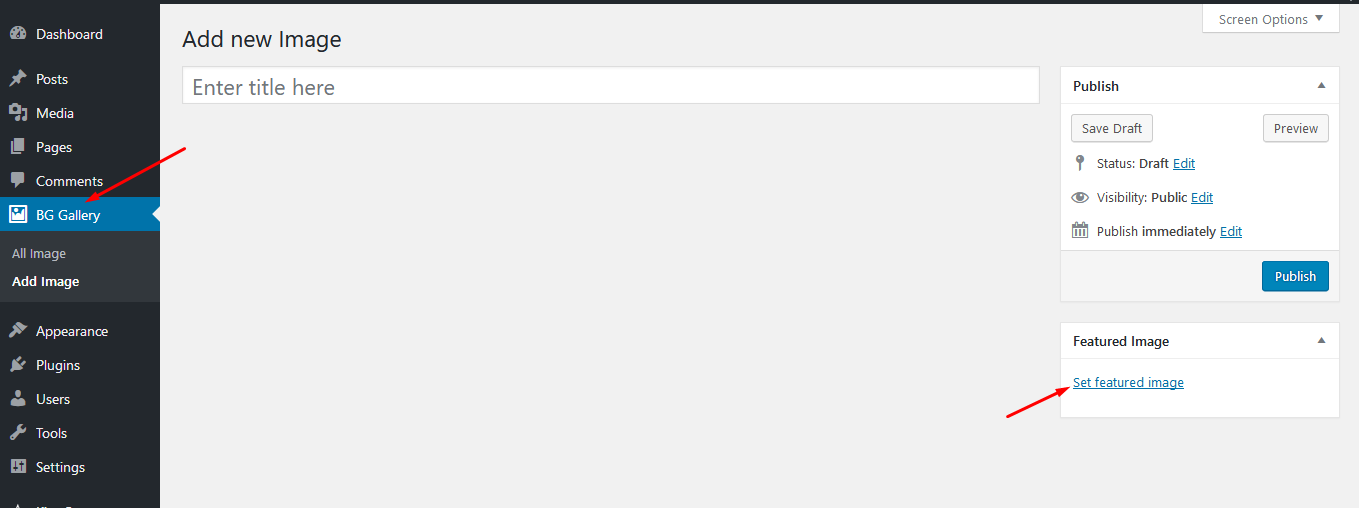 Dashboard
Posts
Media
Pages
Comments
BG Gallery
All Image
Add Image
Appearance
Plugins
Users
Tools
Settings
Screen Options
Add new Image
Enter title here
Publish
Save Draft
Preview
Status: Draft Edit
Visibility: Public Edit
Publish immediately Edit
Publish
Featured Image
Set featured image